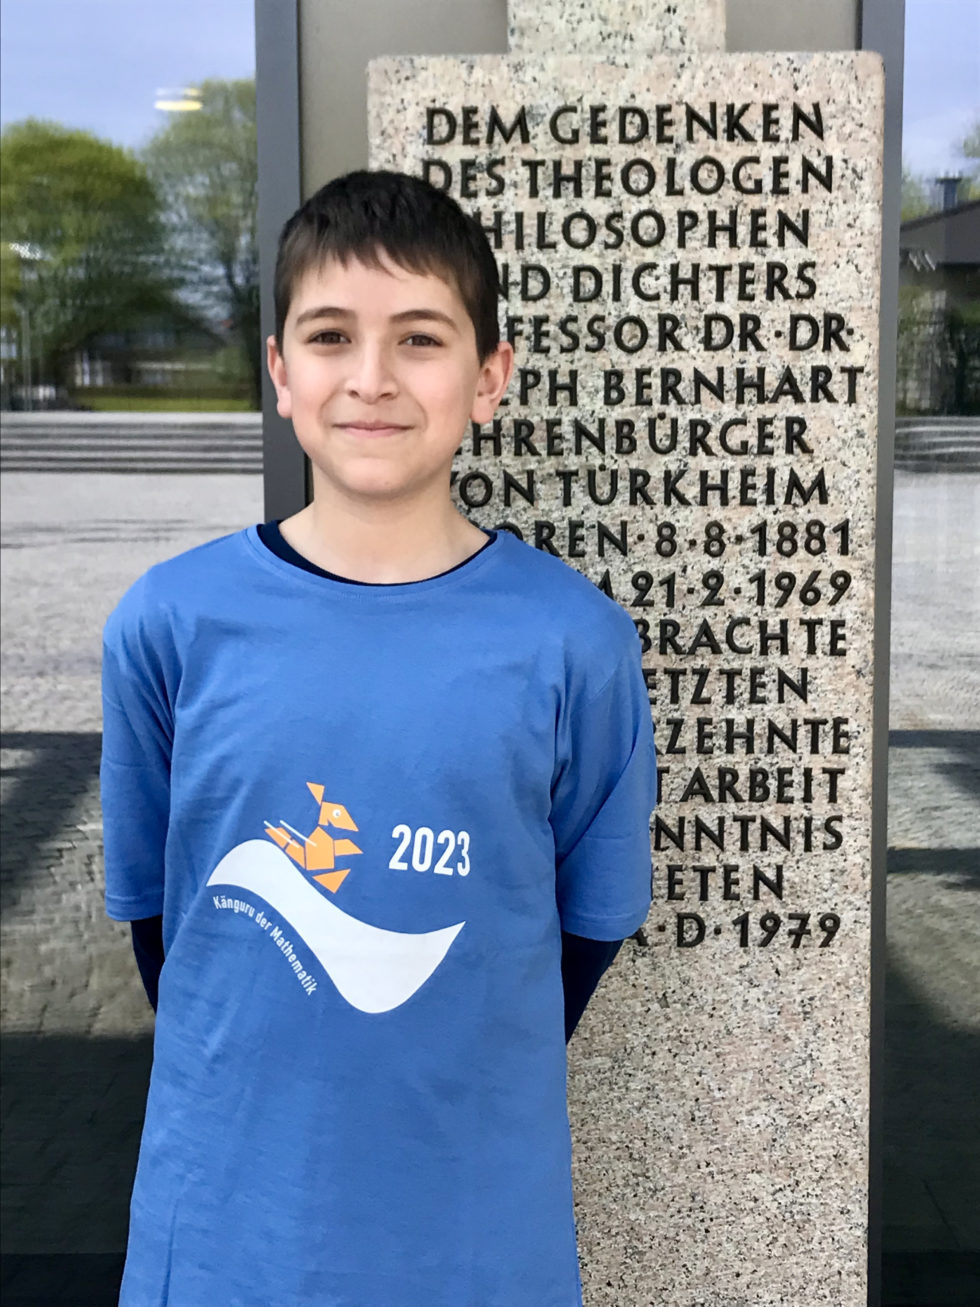 DEM GEDENKEN
DES THEOLOGEN
HILOSOPHEN
ND DICHTERS
FESSOR DR·DR·
PH BERNHART
EHRENBÜRGER
VON TÜRKHEIM
OREN·8·8·1881
21·2·1969
BRACHTE
ETZTEN
ZEHNTE
T ARBEIT
NNTNIS
ETEN
A·D·1979
2023
Känguru der Mathematik